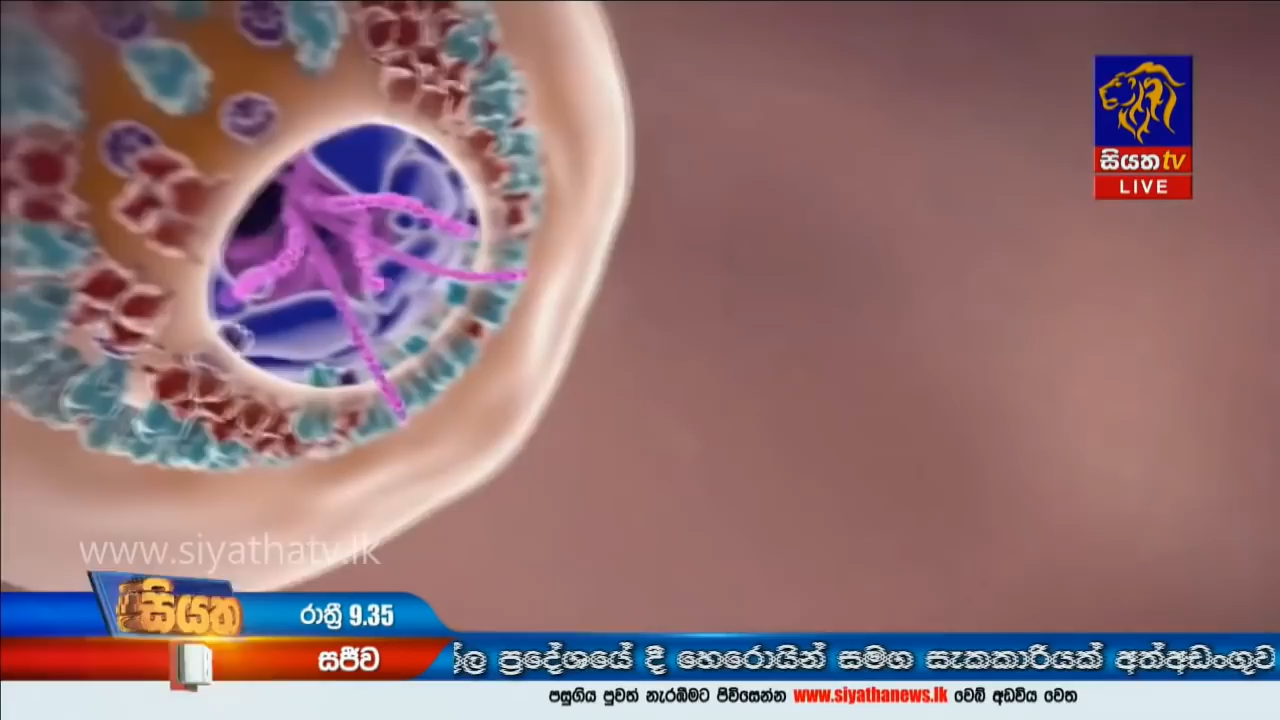 සියත tv
LIVE
www.siyathatv.lk
සියත
රාත්‍රී 9.35
සජීව
ප්‍රදේශයේ දී හෙරොයින් සමග සැකකාරියක් අත්අඩංගුව
පසුගිය පුවත් නැරඹීමට පිවිසෙන්න www.siyathanews.lk වෙබ් අඩවිය වෙත